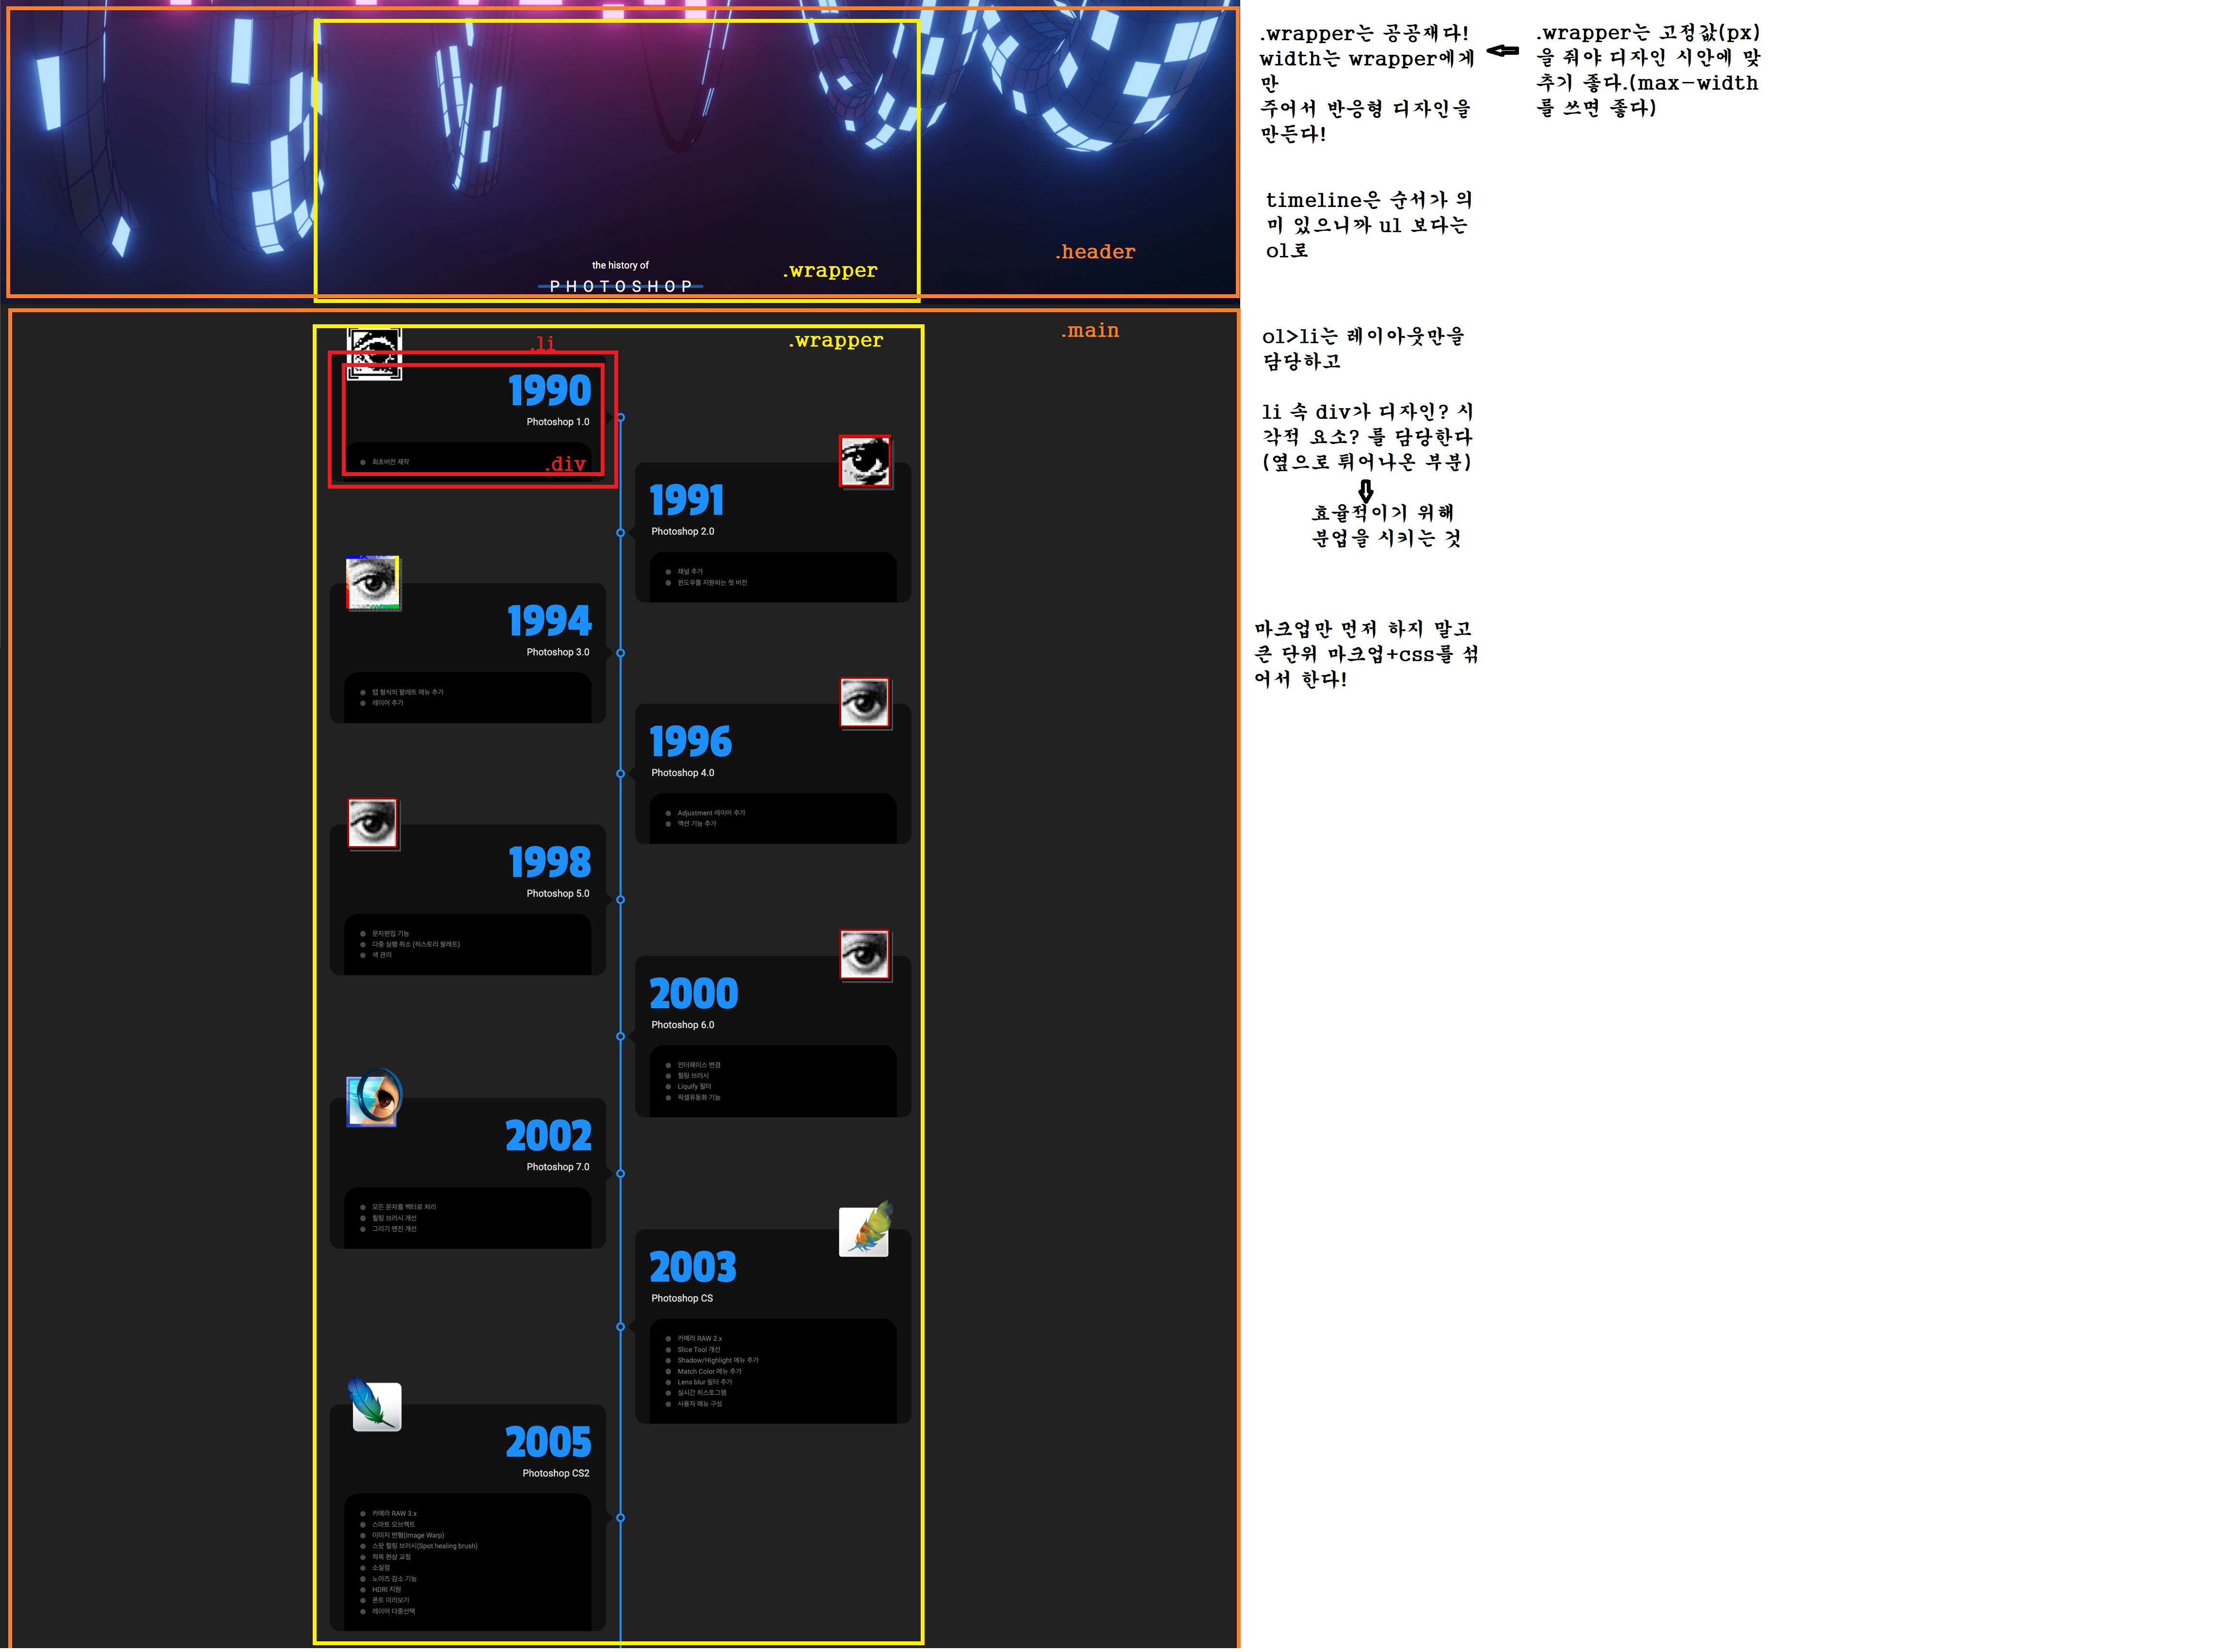 the history of
PHOTOSHOP
.wrapper
.header
.main
.wrapper
.li
1990
Photoshop 1.0
최초버전 제작
.div
1991
Photoshop 2.0
채널 추가
윈도우를 지원하는 첫 버전
1994
Photoshop 3.0
탭 형식의 팔레트 메뉴 추가
레이어 추가
1996
Photoshop 4.0
Adjustment 레이어 추가
액션 기능 추가
1998
Photoshop 5.0
문자편집 기능
다중 실행 취소 (히스토리 팔레트)
색 관리
2000
Photoshop 6.0
인터페이스 변경
힐링 브러시
Liquify 필터
픽셀유동화 기능
2002
Photoshop 7.0
모든 문자를 벡터로 처리
힐링 브러시 개선
그리기 엔진 개선
2003
Photoshop CS
카메라 RAW 2.x
Slice Tool 개선
Shadow/Highlight 메뉴 추가
Match Color 메뉴 추가
Lens blur 필터 추가
실시간 히스토그램
사용자 메뉴 구성
2005
Photoshop CS2
카메라 RAW 3.x
스마트 오브젝트
이미지 변형(Image Warp)
스팟 힐링 브러시(Spot healing brush)
적목 현상 교정
소실점
노이즈 감소 기능
HDRI 지원
폰트 미리보기
레이어 다중선택
.wrapper는 공공재다!
width는 wrapper에게
만
주어서 반응형 디자인을
만든다!
.wrapper는 고정값(px)
을 줘야 디자인 시안에 맞
추기 좋다.(max-width
를 쓰면 좋다)
timeline은 순서가 의
미 있으니까 ul 보다는
ol로
ol>li는 레이아웃만을
담당하고
li 속 div가 디자인? 시
각적 요소? 를 담당한다
(옆으로 튀어나온 부분)
효율적이기 위해
분업을 시키는 것
마크업만 먼저 하지 말고
큰 단위 마크업+css를 섞
어서 한다!